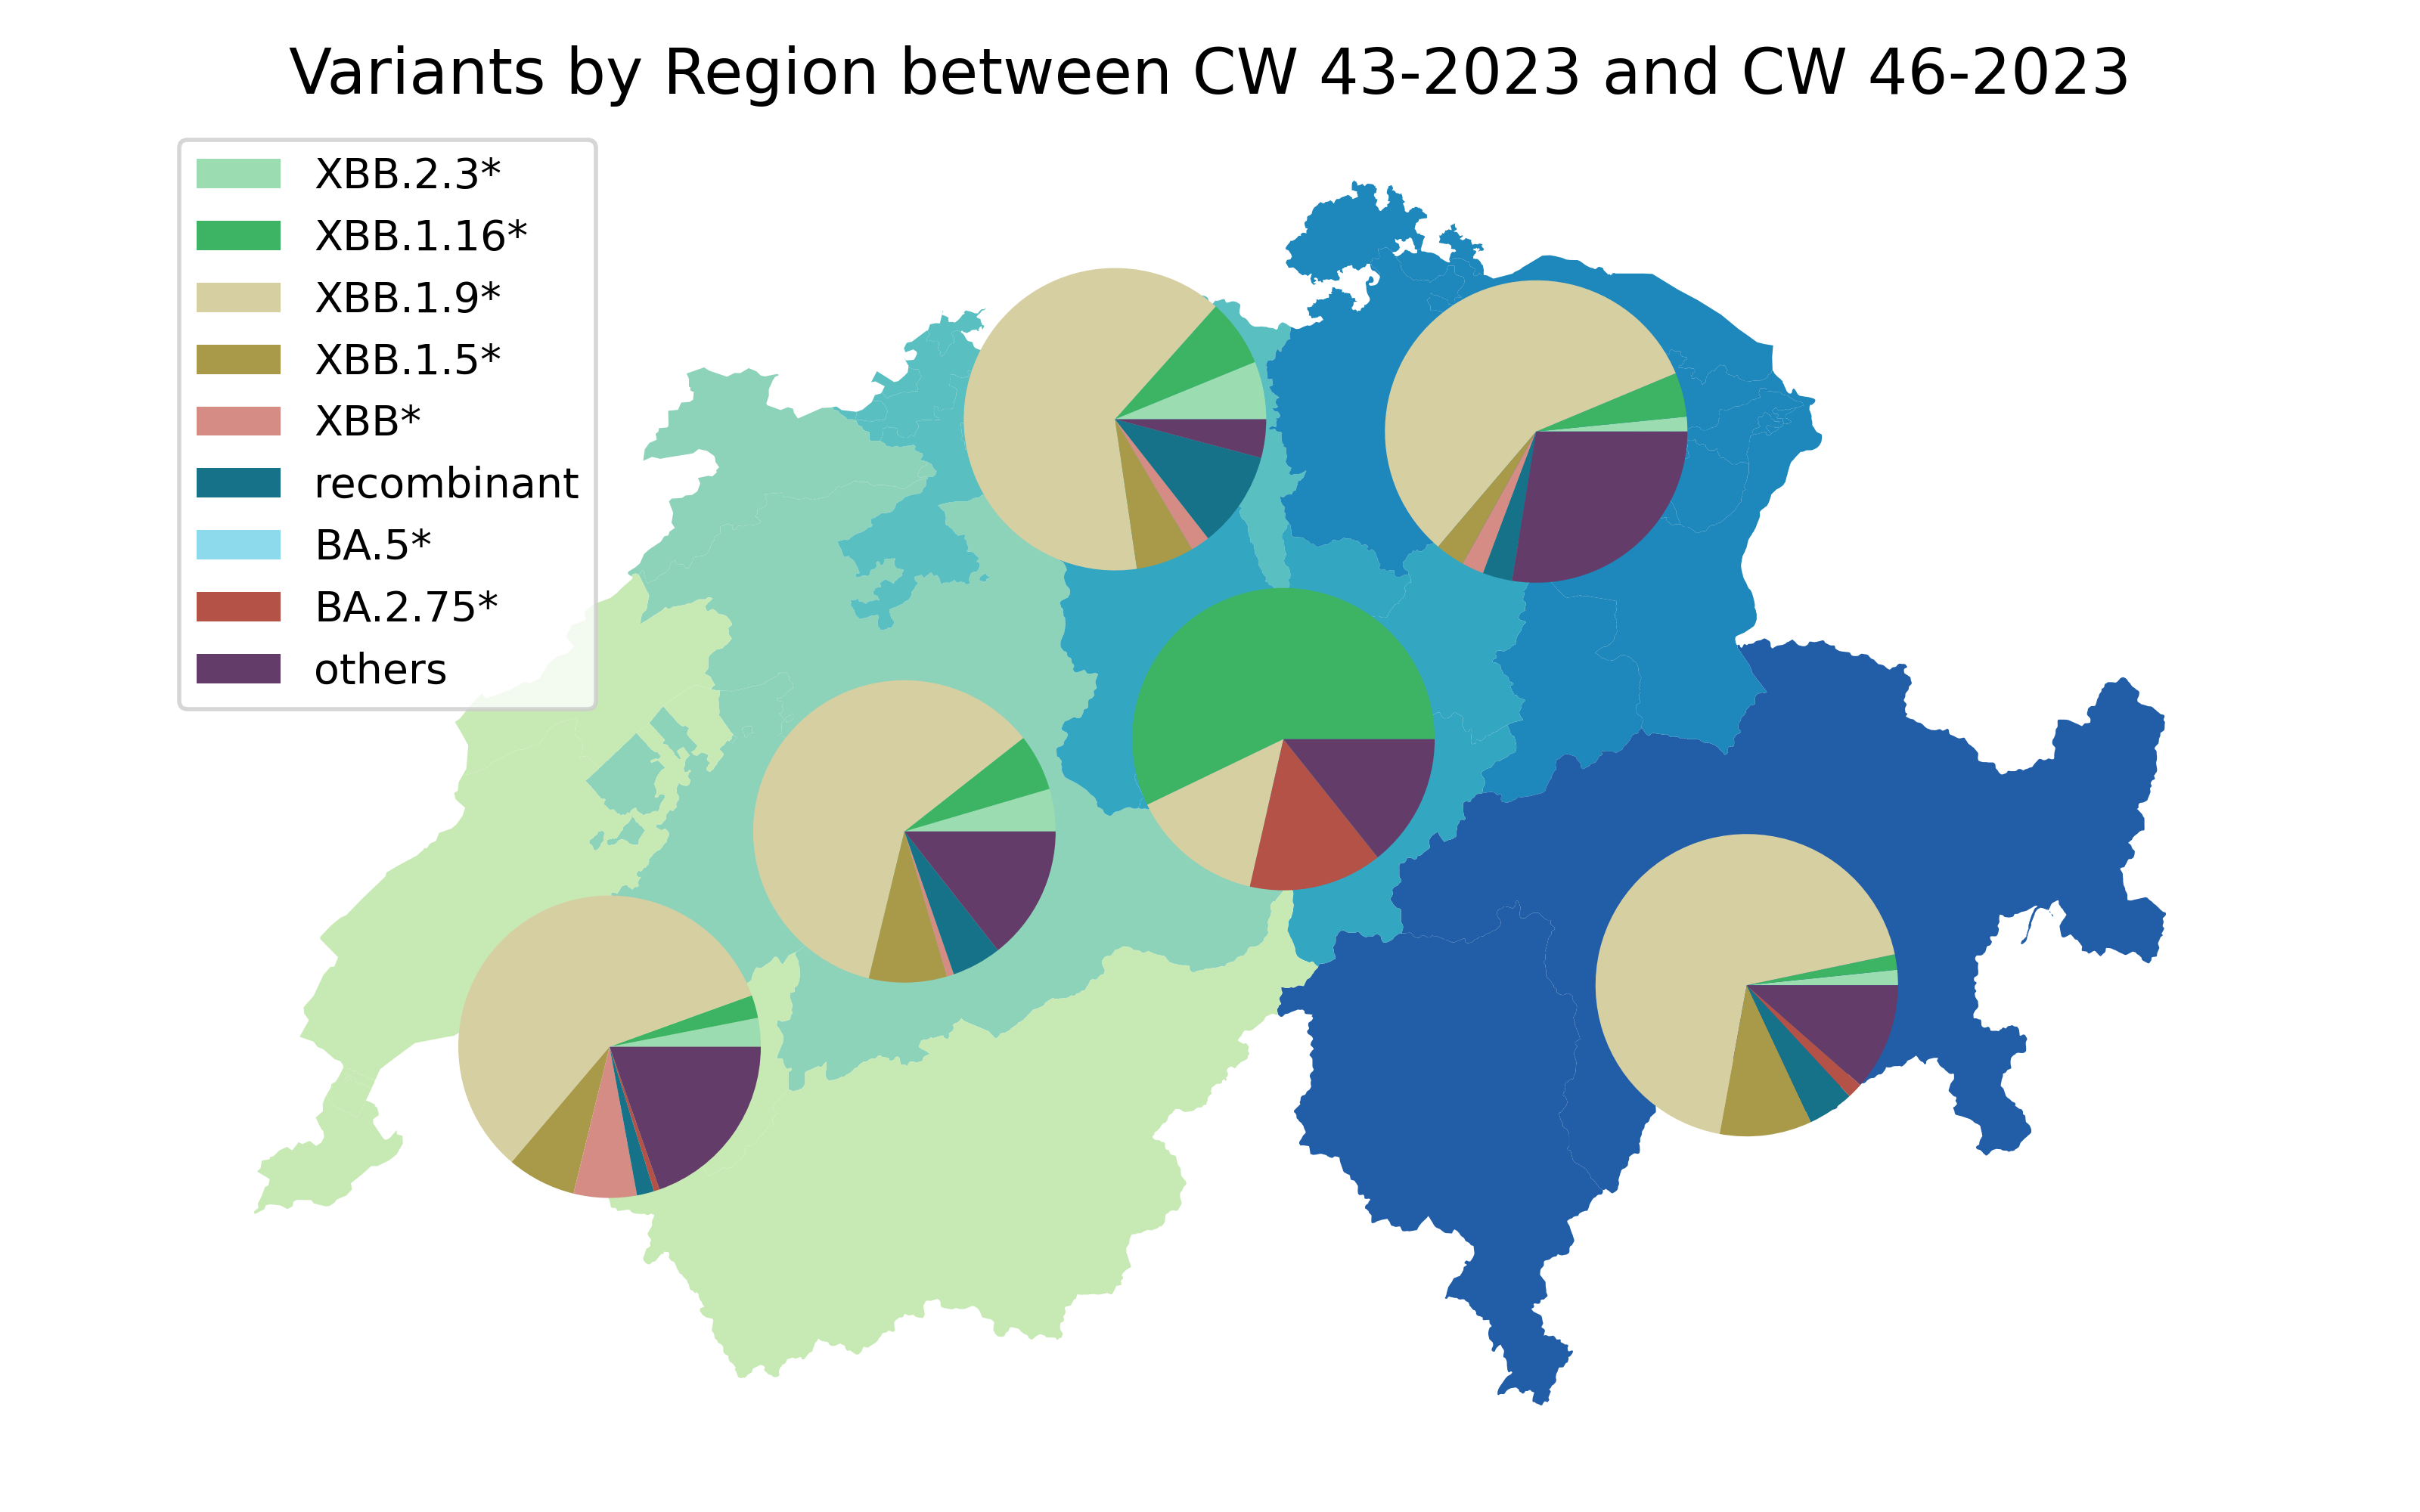 Variants by Region between CW 43-2023 and CW 46-2023
XBB.2.3*
XBB.1.16*
XBB.1.9*
XBB.1.5*
XBB*
recombinant
BA.5*
BA.2.75*
others